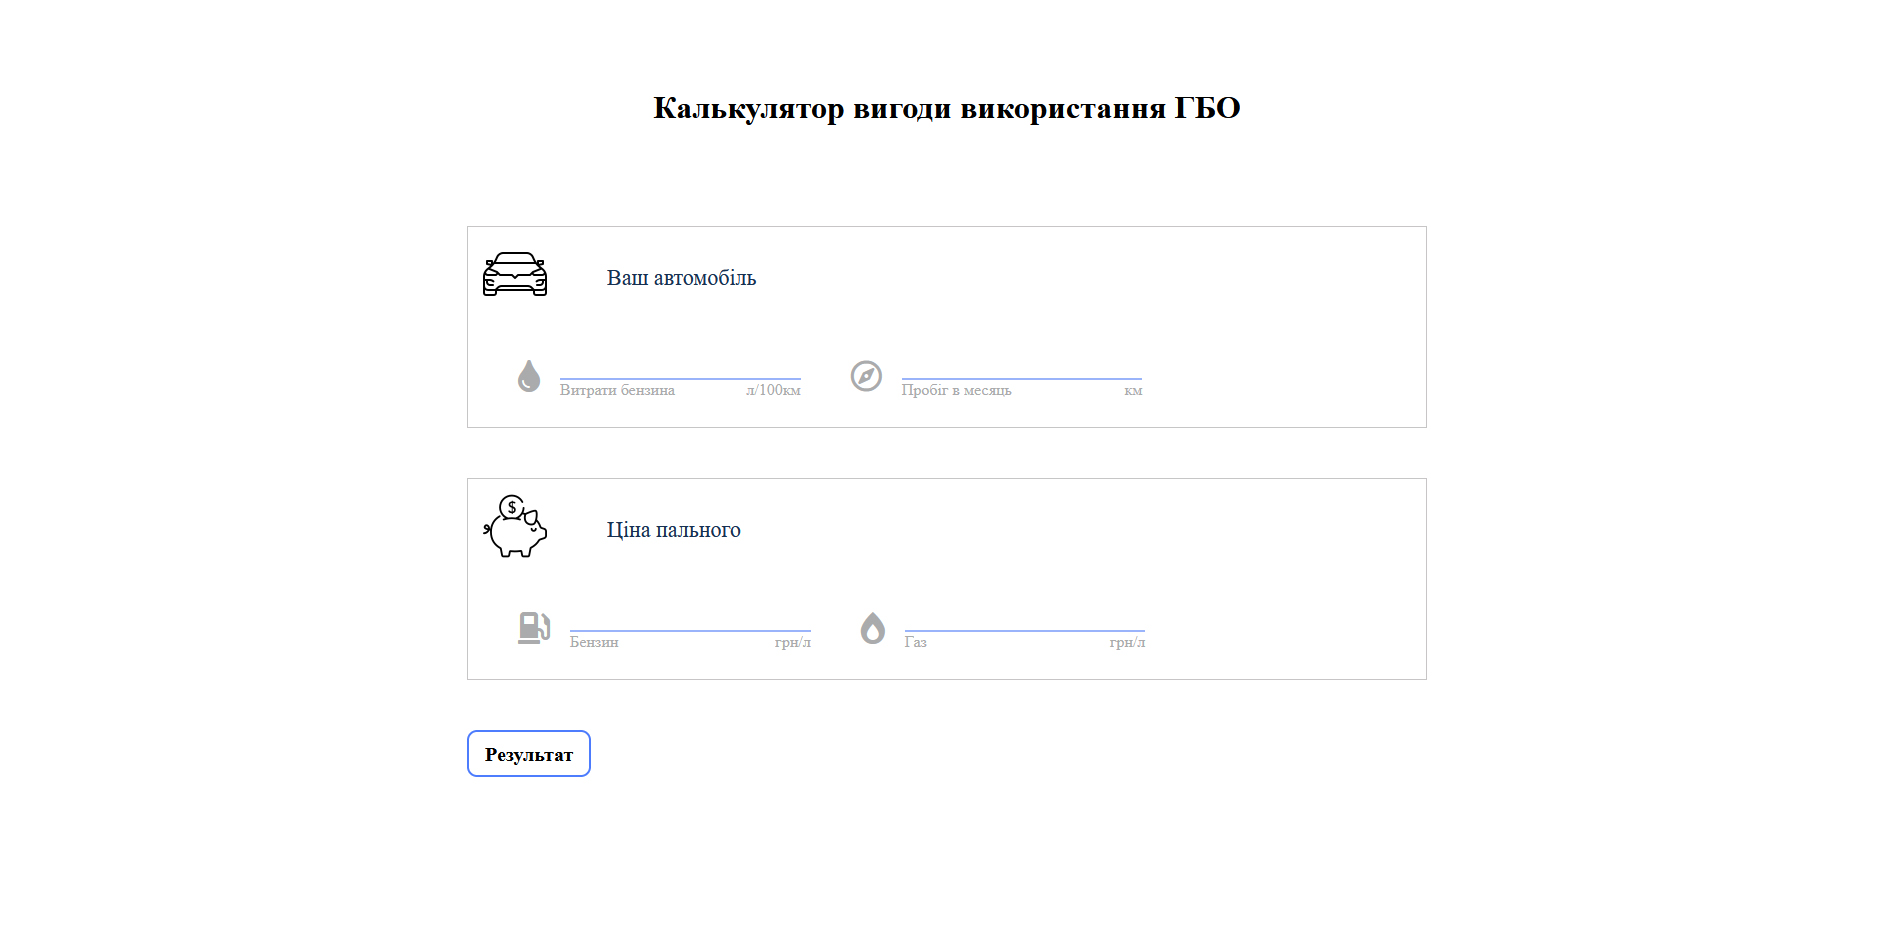 Калькулятор вигоди використання ГБО
Ваш автомобіль
Витрати бензина л/100км Пробіг в месяць км
$
Ціна пального
Бензин грн/л Газ грн/л
Результат